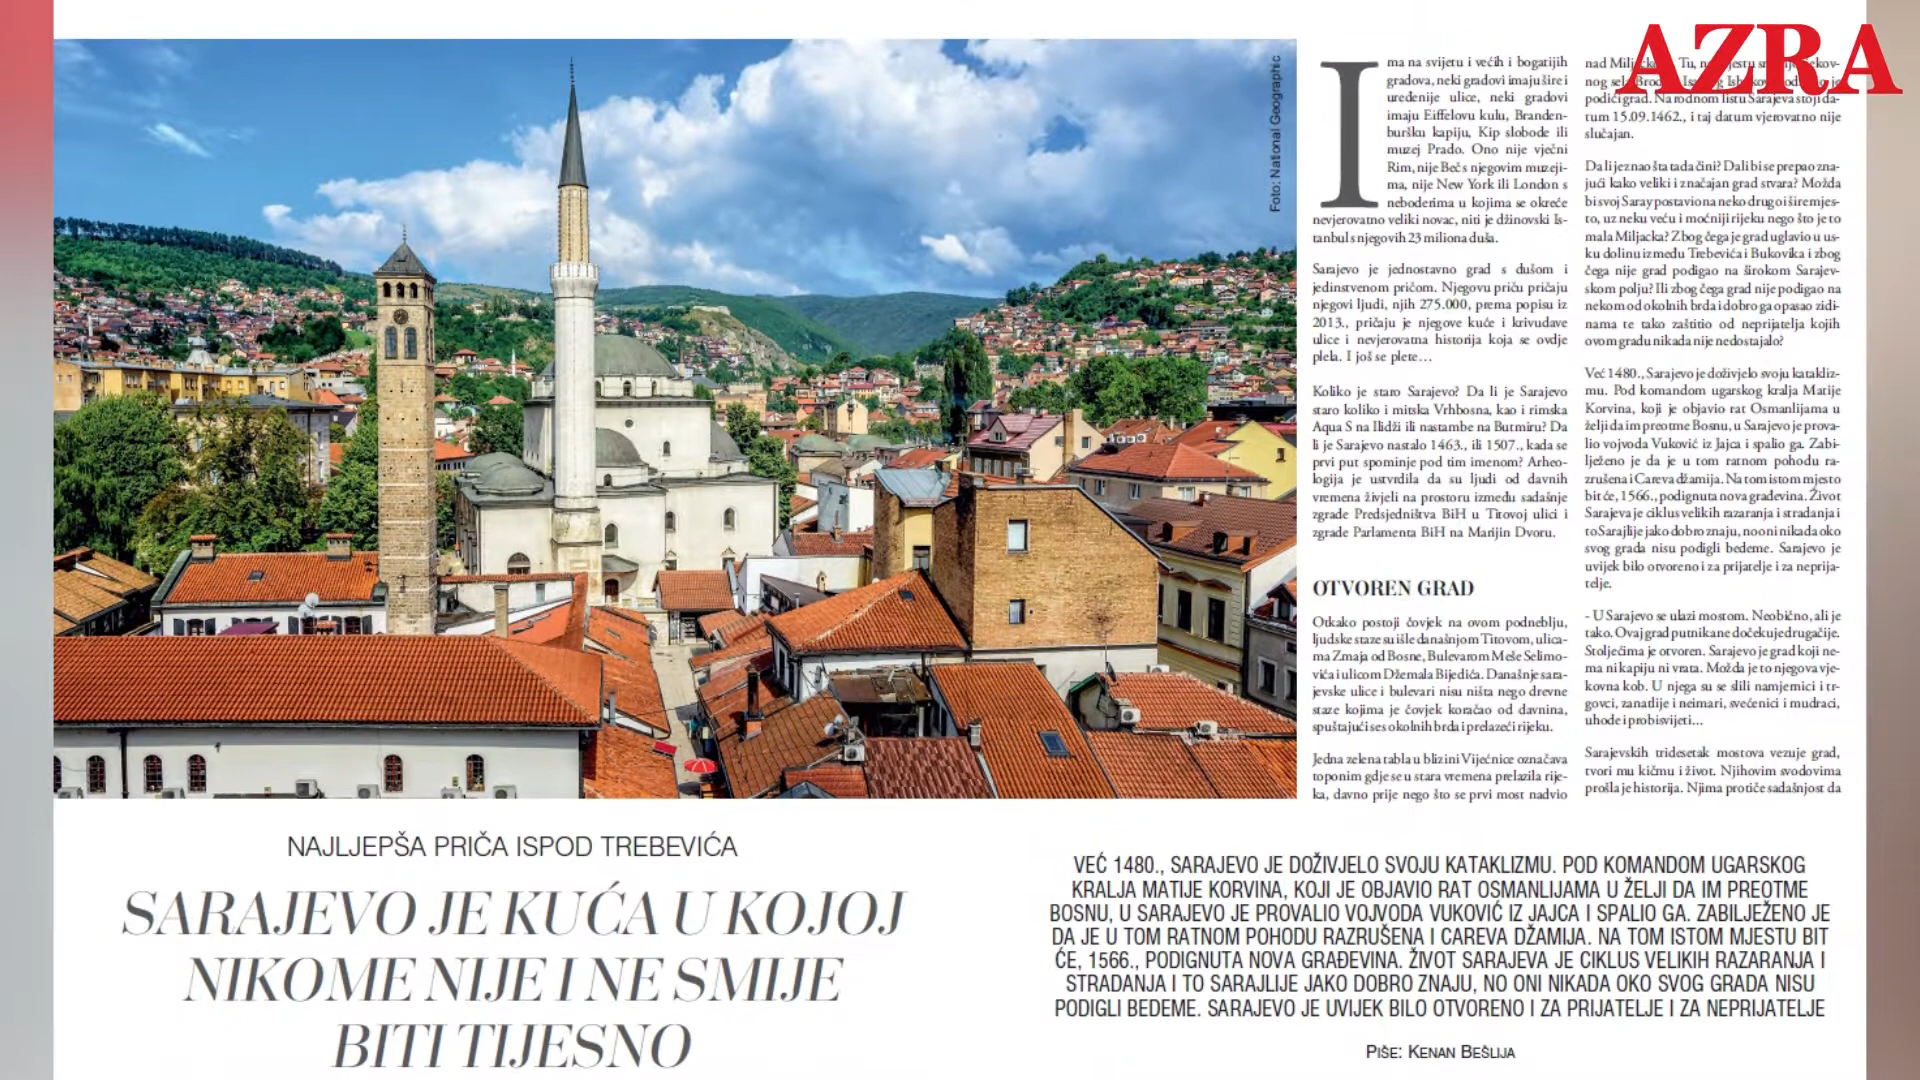 AZRA
Foto: National Geographic
I
ma na svijetu i većih i bogatijih
gradova, neki gradovi imaju šire i
uređenije ulice, neki gradovi
imaju Eiffelovu kulu, Branden-
buršku kapiju, Kip slobode ili
muzej Prado. Ono nije vječni
Rim, nije Beč s njegovim muzeji-
ma, nije New York ili London s
neboderima u kojima se okreće
nevjerovatno veliki novac, niti je džinovski Is-
tanbul s njegovih 23 miliona duša.
Sarajevo je jednostavno grad s dušom i
jedinstvenom pričom. Njegovu priču pričaju
njegovi ljudi, njih 275.000, prema popisu iz
2013., pričaju je njegove kuće i krivudave
ulice i nevjerovatna historija koja se ovdje
plela. I još se plete…
Koliko je staro Sarajevo? Da li je Sarajevo
staro koliko i mitska Vrhbosna, kao i rimska
Aqua S na Ilidži ili nastambe na Butmiru? Da
li je Sarajevo nastalo 1463., ili 1507., kada se
prvi put spominje pod tim imenom? Arheo-
logija je ustvrdila da su ljudi od davnih
vremena živjeli na prostoru između sadašnje
zgrade Predsjedništva BiH u Titovoj ulici i
zgrade Parlamenta BiH na Marijin Dvoru.
OTVOREN GRAD
Otkako postoji čovjek na ovom podneblju,
ljudske staze su išle današnjom Titovom, ulica-
ma Zmaja od Bosne, Bulevarom Meše Selimo-
vića i ulicom Džemala Bijedića. Današnje sara-
jevske ulice i bulevari nisu ništa nego drevne
staze kojima je čovjek koračao od davnina,
spuštajući se s okolnih brda i prelazeći rijeku.
Jedna zelena tabla u blizini Vijećnice označava
toponim gdje se u stara vremena prelazila rije-
ka, davno prije nego što se prvi most nadvio
nad Tu,
nog sela
podići grad. Na rodnom listu Sarajeva stoji da-
tum 15.09.1462., i taj datum vjerovatno nije
slučajan.
Da li je znao šta tada čini? Da li bi se prepao zna-
jući kako veliki i značajan grad stvara? Možda
bi svoj Saray postavio na neko drugo i šire mjes-
to, uz neku veću i moćniji rijeku nego što je to
mala Miljacka? Zbog čega je grad uglavio u us-
ku dolinu između Trebevića i Bukovika i zbog
čega nije grad podigao na širokom Sarajev-
skom polju? Ili zbog čega grad nije podigao na
nekom od okolnih brda i dobro ga opasao zidi-
nama te tako zaštitio od neprijatelja kojih
ovom gradu nikada nije nedostajalo?
Već 1480., Sarajevo je doživjelo svoju katakliz-
mu. Pod komandom ugarskog kralja Marije
Korvina, koji je objavio rat Osmanlijama u
želji da im preotme Bosnu, u Sarajevo je prova-
lio vojvoda Vuković iz Jajca i spalio ga. Zabi-
lježeno je da je u tom ratnom pohodu ra-
zrušena i Careva džamija. Na tom istom mjesto
bit će, 1566., podignuta nova građevina. Život
Sarajeva je ciklus velikih razaranja i stradanja i
to Sarajlije jako dobro znaju, no oni nikada oko
svog grada nisu podigli bedeme. Sarajevo je
uvijek bilo otvoreno i za prijatelje i za neprija-
telje.
- U Sarajevo se ulazi mostom. Neobično, ali je
tako. Ovaj grad putnika ne dočekuje drugačije.
Stoljećima je otvoren. Sarajevo je grad koji ne-
ma ni kapiju ni vrata. Možda je to njegova vje-
kovna kob. U njega su se slili namjernici i tr-
govci, zanatlije i neimari, svećenici i mudraci,
uhode i probisvijeti...
Sarajevskih tridesetak mostova vezuje grad,
tvori mu kičmu i život. Njihovim svodovima
prošla je historija. Njima protiče sadašnjost da
NAJLJEPŠA PRIČA ISPOD TREBEVIĆA
SARAJEVO JE KUĆA U KOJOJ
NIKOME NIJE I NE SMIJE
BITI TIJESNO
VEĆ 1480., SARAJEVO JE DOŽIVJELO SVOJU KATAKLIZMU. POD KOMANDOM UGARSKOG
KRALJA MATIJE KORVINA, KOJI JE OBJAVIO RAT OSMANLIJAMA U ŽELJI DA IM PREOTME
BOSNU, U SARAJEVO JE PROVALIO VOJVODA VUKOVIĆ IZ JAJCA I SPALIO GA. ZABILJEŽENO JE
DA JE U TOM RATNOM POHODU RAZRUŠENA I CAREVA DŽAMIJA. NA TOM ISTOM MJESTU BIT
ĆE, 1566., PODIGNUTA NOVA GRAĐEVINA. ŽIVOT SARAJEVA JE CIKLUS VELIKIH RAZARANJA I
STRADANJA I TO SARAJLIJE JAKO DOBRO ZNAJU, NO ONI NIKADA OKO SVOG GRADA NISU
PODIGLI BEDEME. SARAJEVO JE UVIJEK BILO OTVORENO I ZA PRIJATELJE I ZA NEPRIJATELJE
PIŠE: KENAN BEŠLIJA